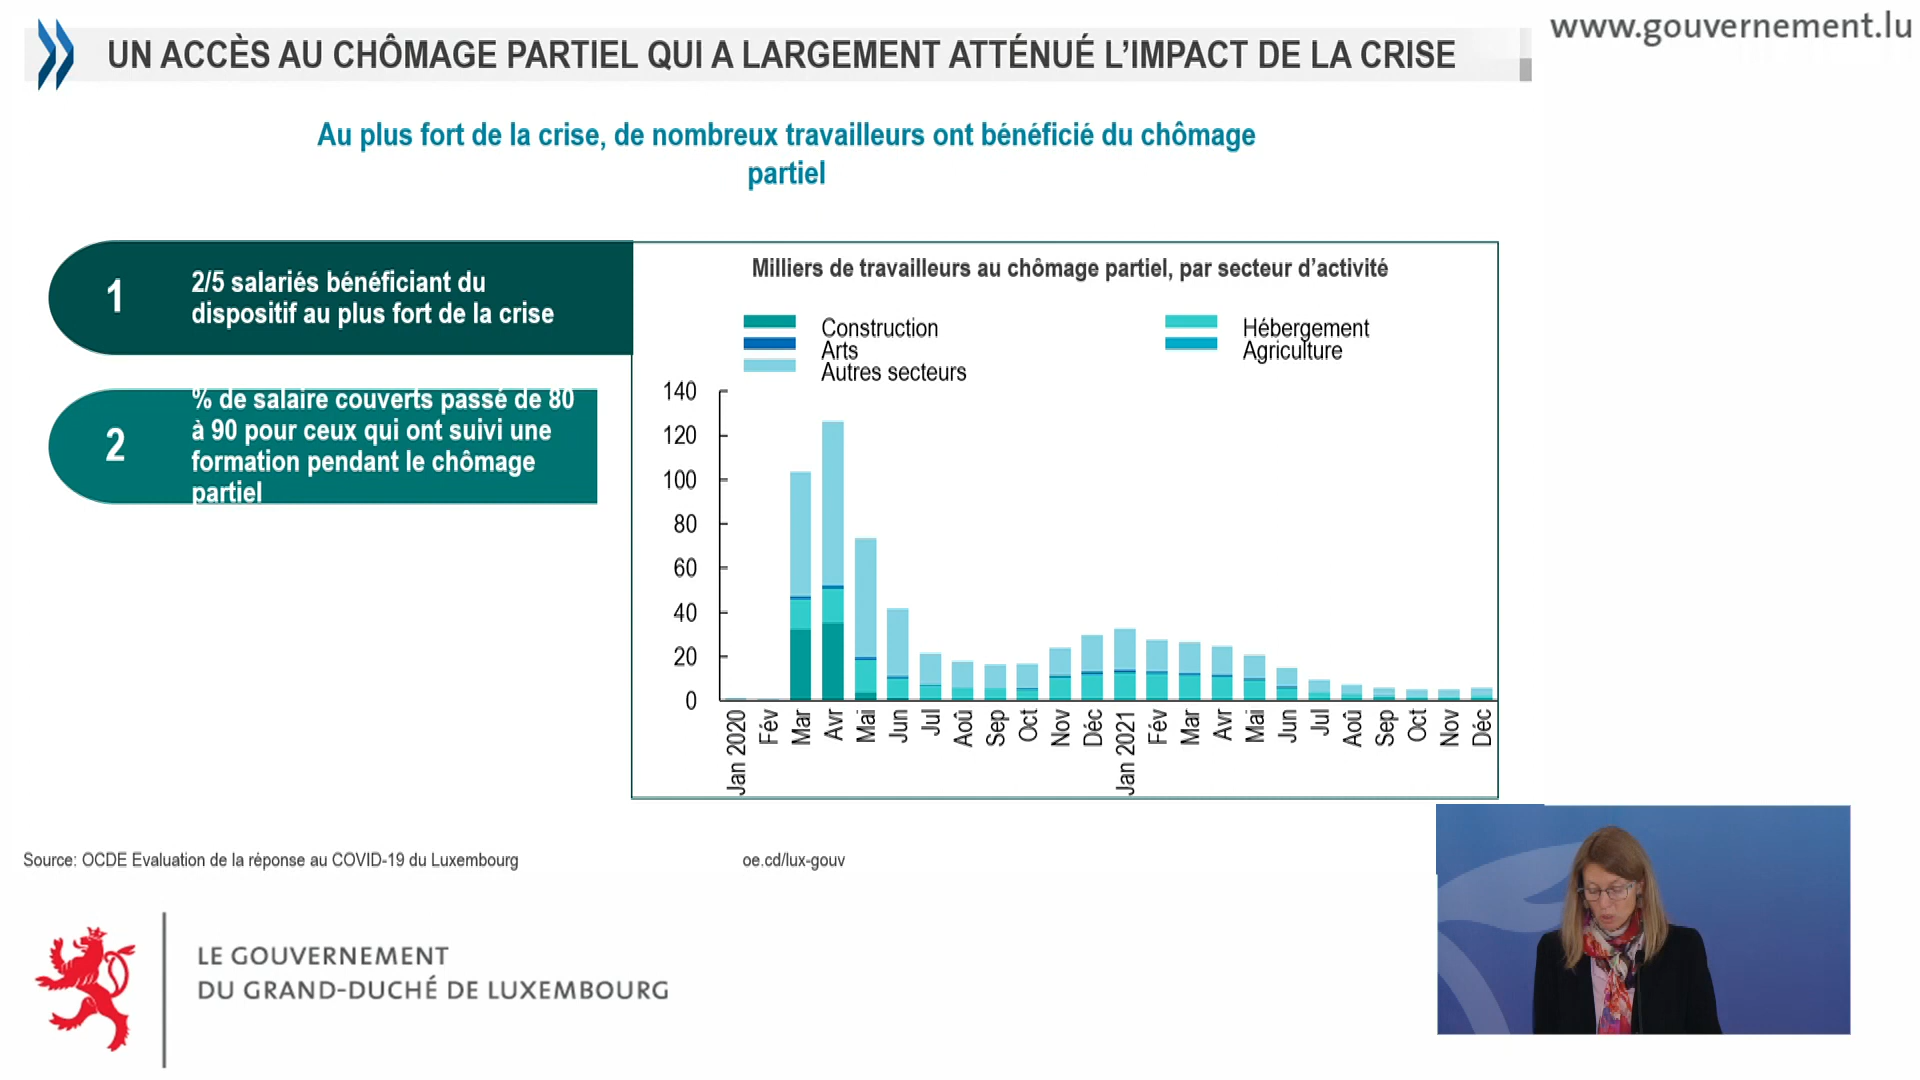 www.gouvernement.lu
UN ACCÈS AU CHÔMAGE PARTIEL QUI A LARGEMENT ATTÉNUÉ L’IMPACT DE LA CRISE
Au plus fort de la crise, de nombreux travailleurs ont bénéficié du chômage
partiel
1
2/5 salariés bénéficiant du
dispositif au plus fort de la crise
2
% de salaire couverts passé de 80
à 90 pour ceux qui ont suivi une
formation pendant le chômage
partiel
Milliers de travailleurs au chômage partiel, par secteur d’activité
Construction
Arts
Autres secteurs
Hébergement
Agriculture
140
120
100
80
60
40
20
0
Jan 2020
Fév
Mar
Avr
Mai
Jun
Jul
Aoû
Sep
Oct
Nov
Déc
Jan 2021
Fév
Mar
Avr
Mai
Jun
Jul
Aoû
Sep
Oct
Nov
Déc
Source: OCDE Evaluation de la réponse au COVID-19 du Luxembourg
oe.cd/lux-gouv
LE GOUVERNEMENT
DU GRAND-DUCHÉ DE LUXEMBOURG